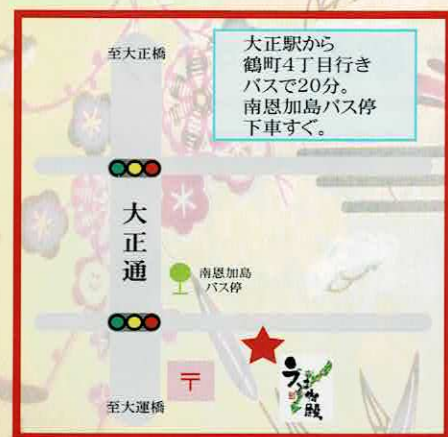 至大正橋
大正駅から
鶴町4丁目行き
バスで20分。
南恩加島バス停
下車すぐ。
大正通
南恩加島
バス停
〒
至大運橋